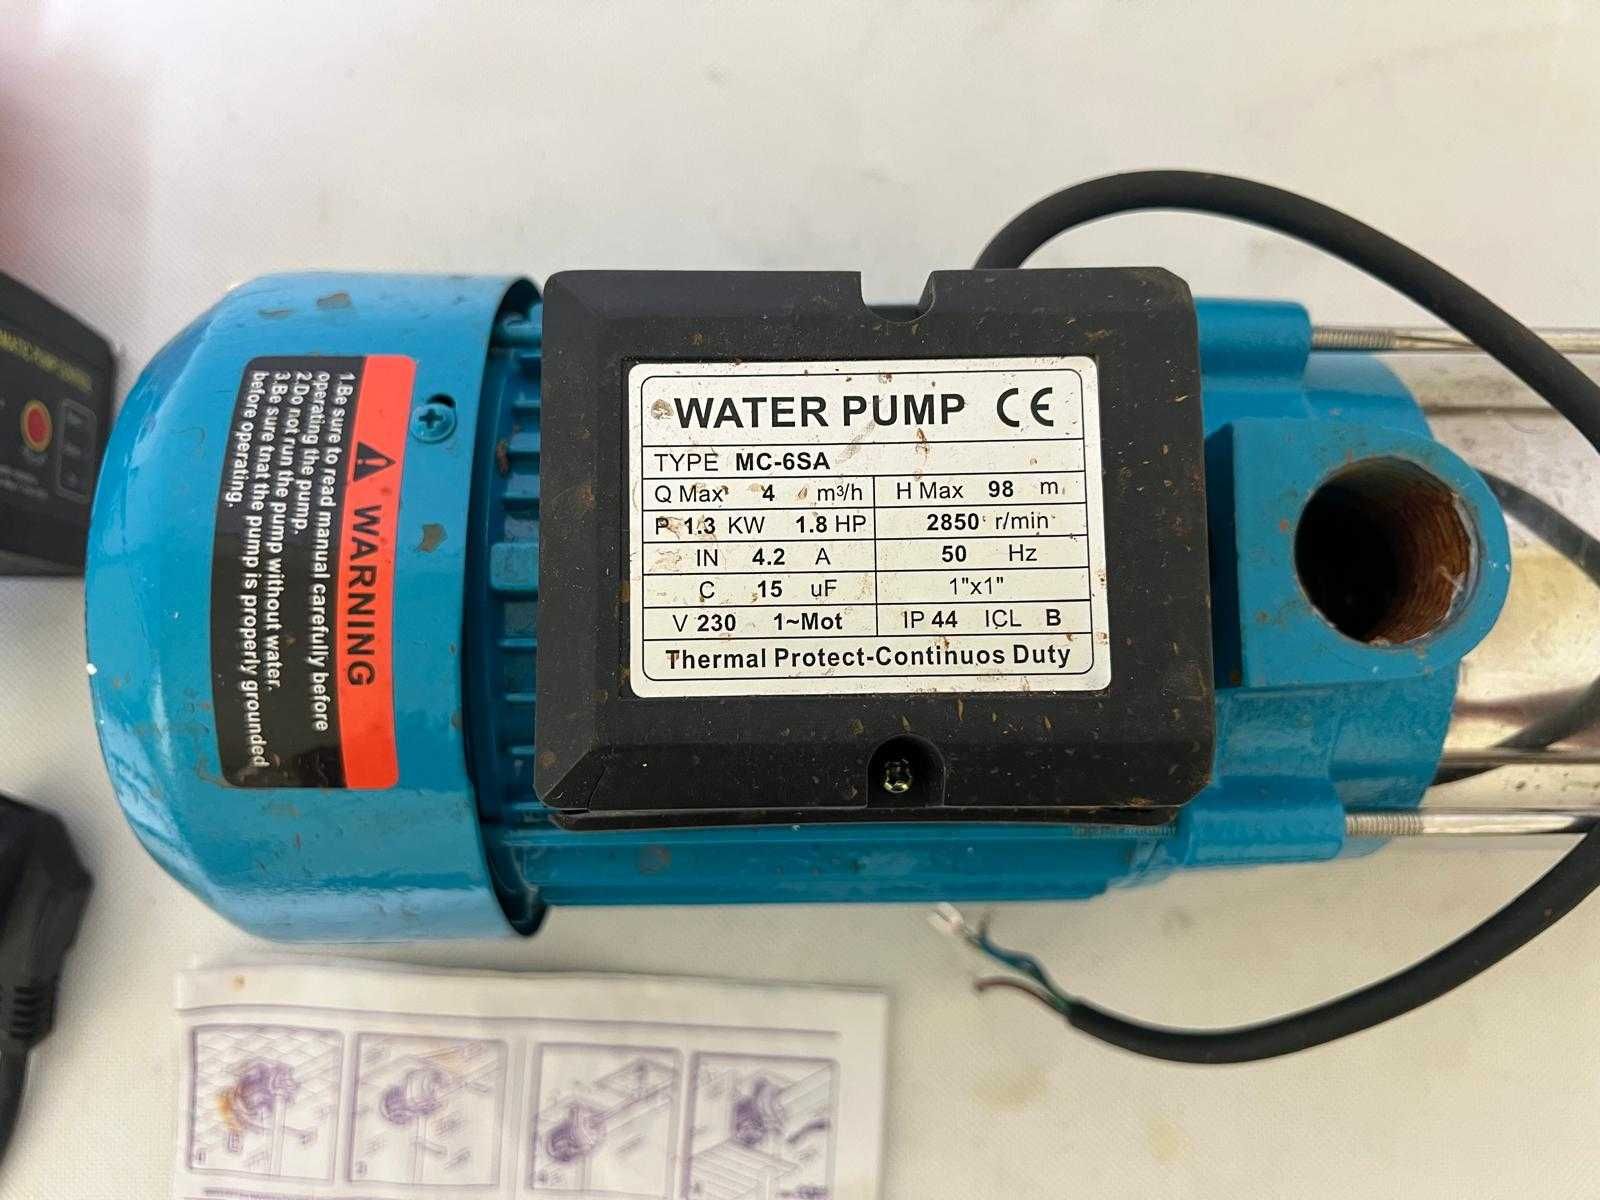 WATER PUMP CE
TYPE MC-6SA
Q Max 4 m³/h H Max 98 m
P 1.3 KW 1.8 HP 2850 r/min
IN 4.2 A 50 Hz
C 15 uF 1"x1"
V 230 1~Mot IP 44 ICL B
Thermal Protect-Continuos Duty
WARNING
1.Be sure to read manual carefully before
operating the pump.
2.Do not run the pump without water.
3.Be sure tnat the pump is properly grounded
before operating.